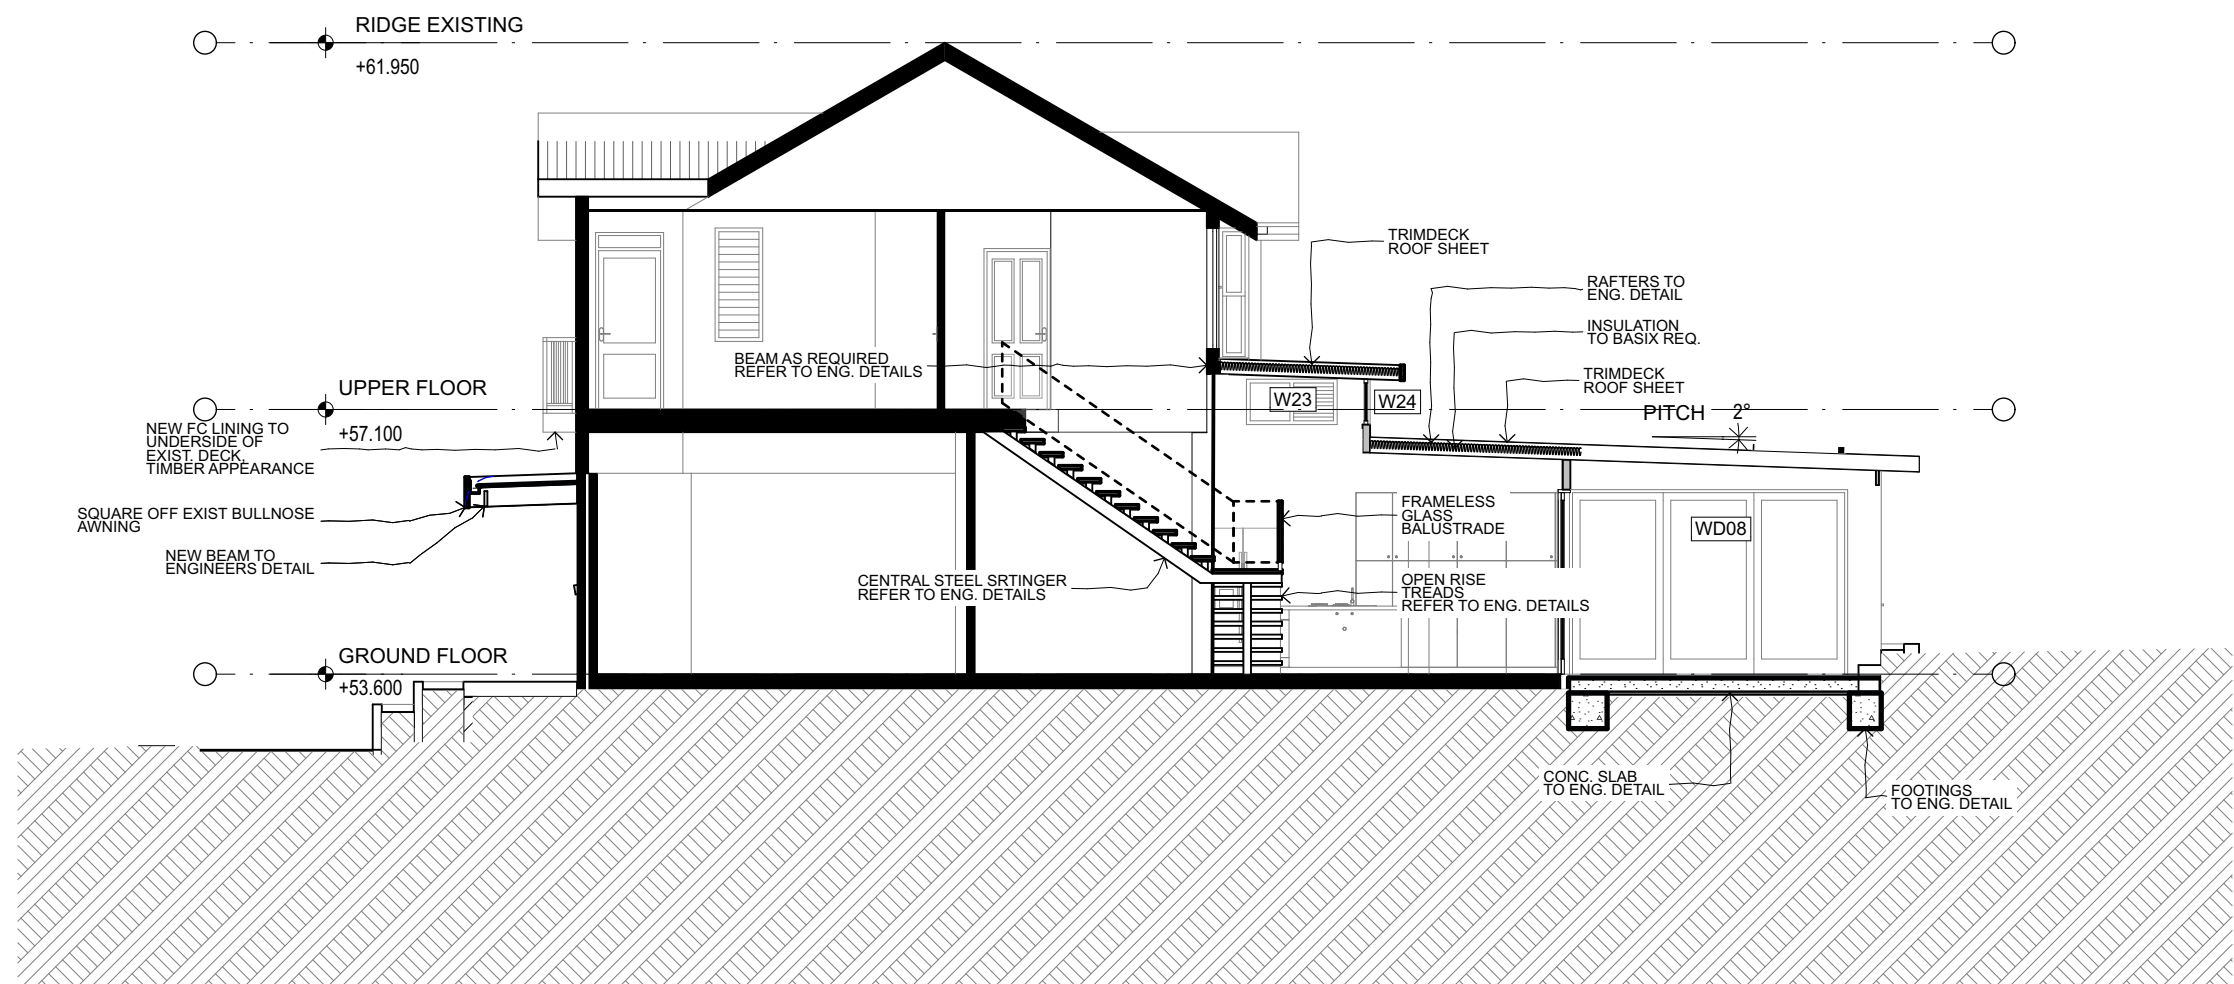 RIDGE EXISTING
+61.950
TRIMDECK
ROOF SHEET
RAFTERS TO
ENG. DETAIL
INSULATION
TO BASIX REQ.
BEAM AS REQUIRED
REFER TO ENG. DETAILS
TRIMDECK
ROOF SHEET
UPPER FLOOR
+57.100
W23
W24
PITCH 2°
NEW FC LINING TO
UNDERSIDE OF
EXIST. DECK,
TIMBER APPEARANCE
SQUARE OFF EXIST BULLNOSE
AWNING
NEW BEAM TO
ENGINEERS DETAIL
FRAMELESS
GLASS
BALUSTRADE
WD08
CENTRAL STEEL SRTINGER
REFER TO ENG. DETAILS
OPEN RISE
TREADS
REFER TO ENG. DETAILS
GROUND FLOOR
+53.600
CONC. SLAB
TO ENG. DETAIL
FOOTINGS
TO ENG. DETAIL